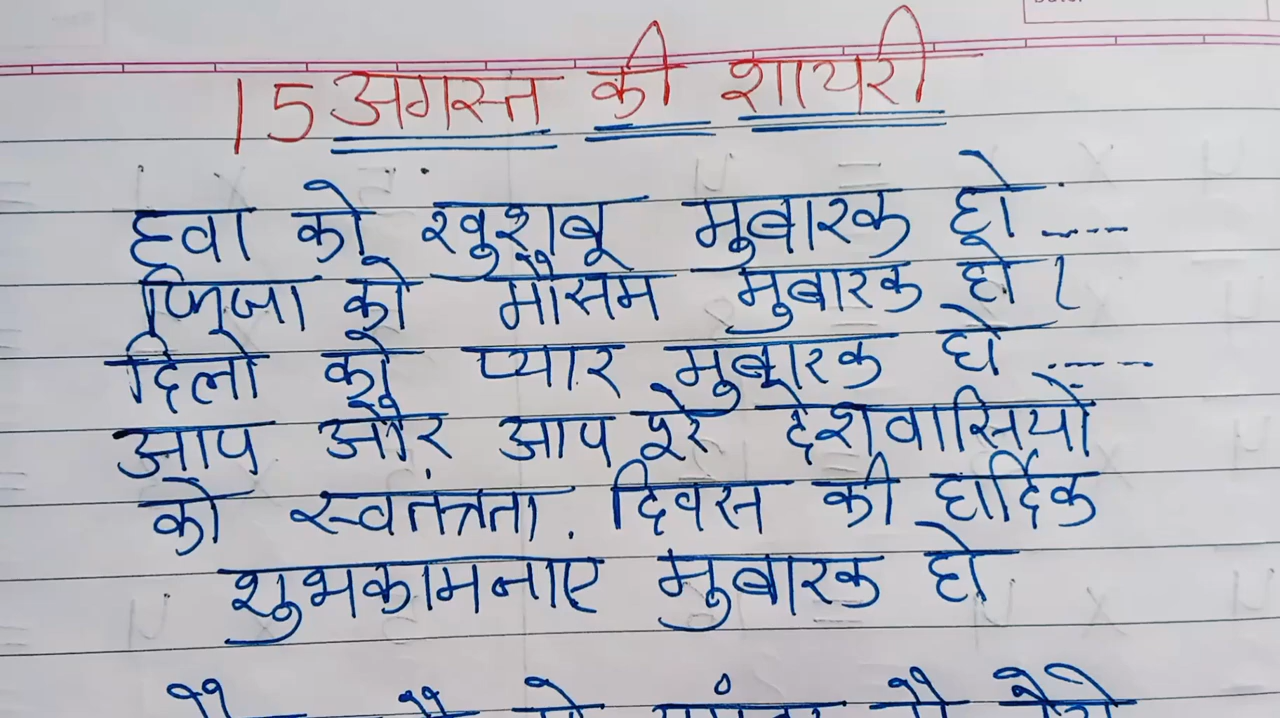 15 अगस्त की शायरी
हवा को खुशबू मुबारक हो ----
फिजा को मौसम मुबारक हो ।
दिलो को प्यार मुबारक हो ----
आप और आप रे देशवासियो
को स्वतंत्रता दिवस की हार्दिक
शुभकामनाए मुबारक हो